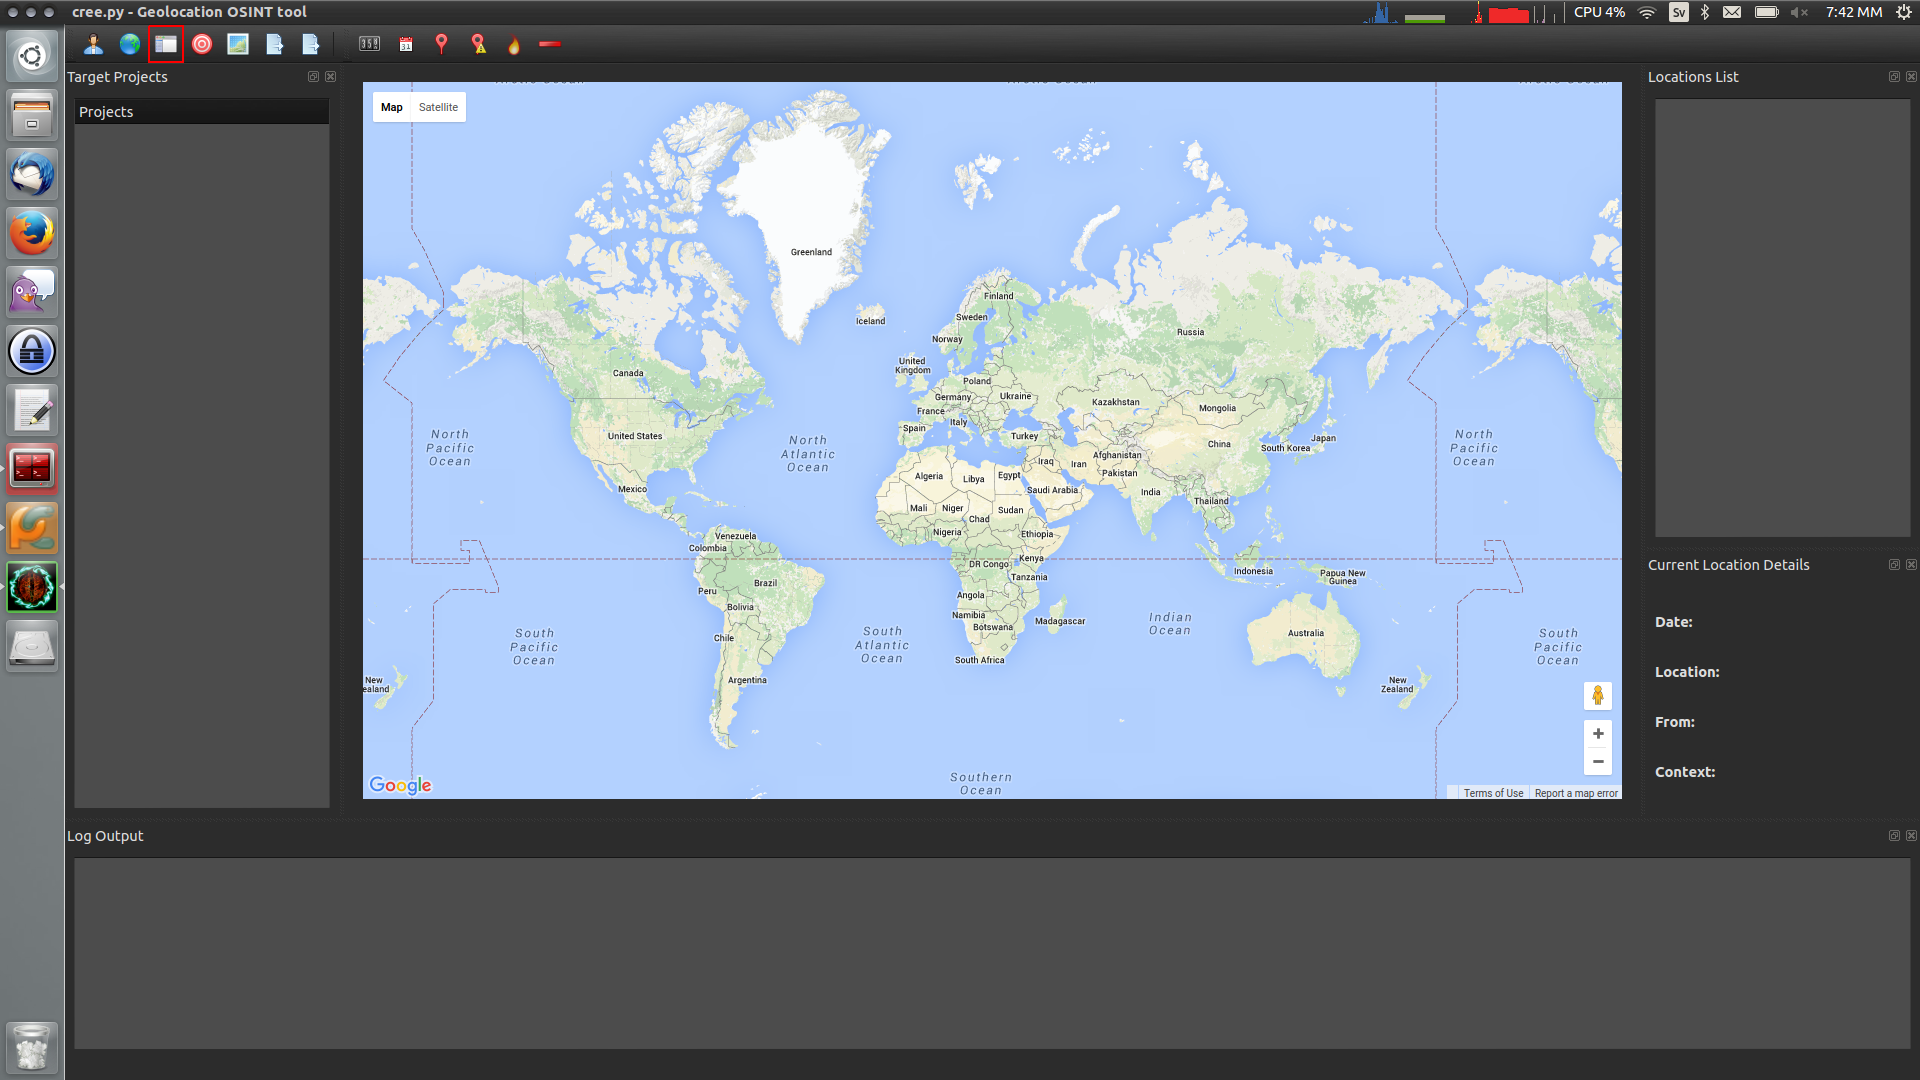 cree.py - Geolocation OSINT tool
CPU 4%
Sv
7:42 MM
31
Target Projects
Projects
Locations List
Map
Satellite
Greenland
Iceland
Finland
Sweden
Norway
Russia
United
Kingdom
Canada
Poland
Germany
Ukraine
France
Kazakhstan
Mongolia
Italy
Spain
United States
Turkey
China
Japan
South Korea
North
Pacific
Ocean
North
Atlantic
Ocean
North
Pacific
Ocean
Afghanistan
Iraq
Iran
Pakistan
Algeria
Libya
Egypt
Saudi Arabia
India
Mexico
Thailand
Mali
Niger
Chad
Sudan
Nigeria
Ethiopia
Venezuela
Colombia
Kenya
DR Congo
Indonesia
Papua New
Guinea
Tanzania
Brazil
Peru
Angola
Bolivia
Namibia
Botswana
Madagascar
Indian
Ocean
Australia
Chile
South
Pacific
Ocean
South
Atlantic
Ocean
South
Pacific
Ocean
South Africa
Argentina
New
ealand
New
Zealand
Southern
Ocean
Google
Terms of Use
Report a map error
Current Location Details
Date:
Location:
From:
Context:
Log Output